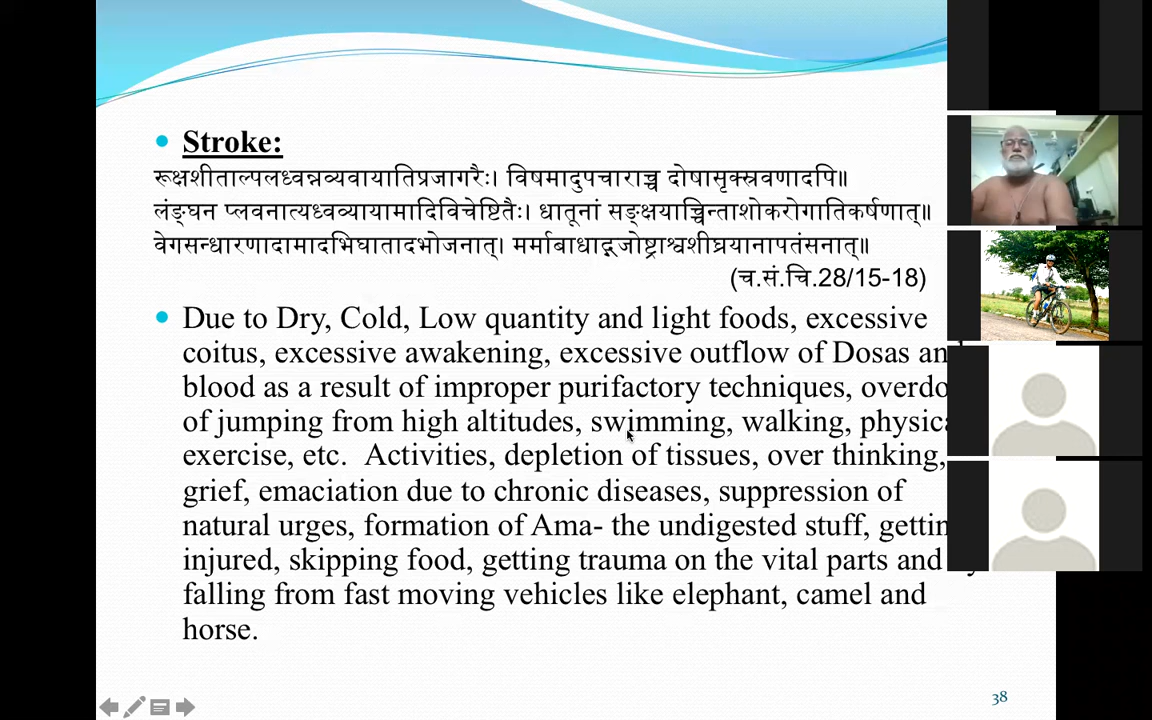 Stroke:
रूक्षशीताल्पलध्वन्नव्यवायातिप्रजागरैः। विषमादुपचाराच्च दोषासृक्स्रवणादपि॥
लंङ्घन प्लवनात्यध्वव्यायामादिविचेष्टितैः। धातूनां सङ्क्षयाच्चिन्ताशोकरोगातिकर्षणात्॥
वेगसन्धारणादामादभिघातादभोजनात्। मर्माबाधाद्गजोष्ट्राश्वशीघ्रयानापतंसनात्॥
(च.सं.चि.28/15-18)
Due to Dry, Cold, Low quantity and light foods, excessive
coitus, excessive awakening, excessive outflow of Dosas an
blood as a result of improper purifactory techniques, overdo
of jumping from high altitudes, swimming, walking, physica
exercise, etc. Activities, depletion of tissues, over thinking,
grief, emaciation due to chronic diseases, suppression of
natural urges, formation of Ama- the undigested stuff, gettin
injured, skipping food, getting trauma on the vital parts and
falling from fast moving vehicles like elephant, camel and
horse.
38